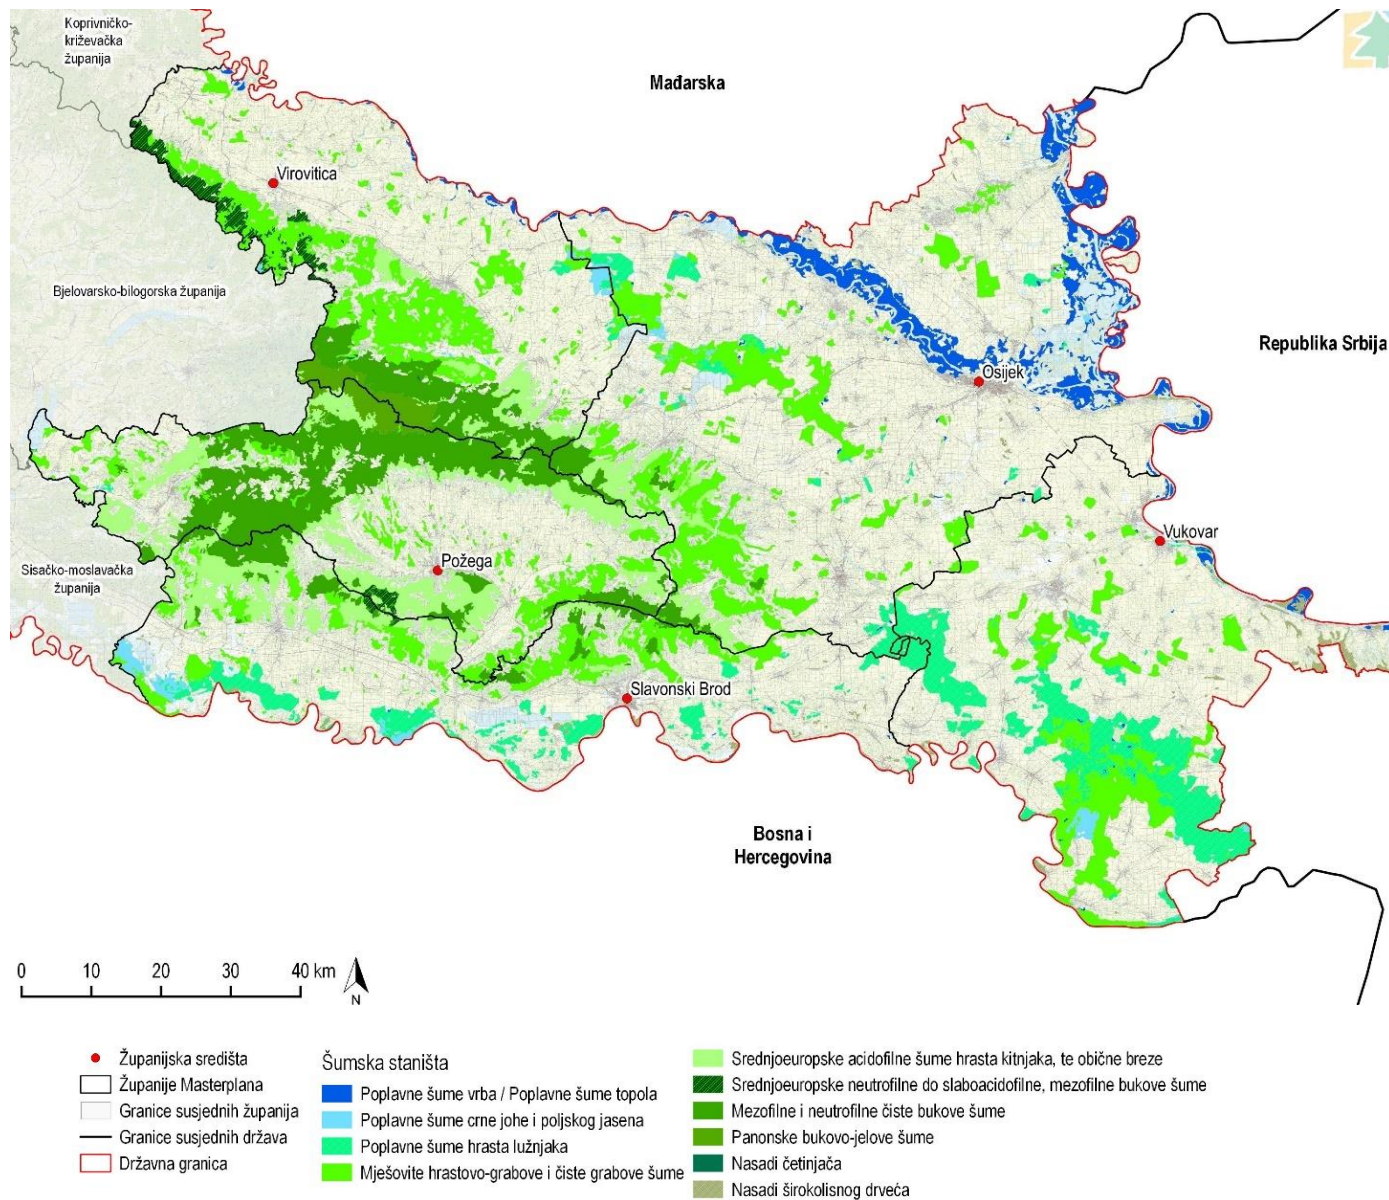 Koprivničko-
križevačka
županija
Mađarska
Virovitica
Bjelovarsko-bilogorska županija
Republika Srbija
Osijek
Vukovar
Požega
Sisačko-moslavačka
županija
Slavonski Brod
Bosna i
Hercegovina
0 10 20 30 40 km
N
Županijska središta
Županije Masterplana
Granice susjednih županija
Granice susjednih država
Državna granica
Šumska staništa
Poplavne šume vrba / Poplavne šume topola
Poplavne šume crne johe i poljskog jasena
Poplavne šume hrasta lužnjaka
Mješovite hrastovo-grabove i čiste grabove šume
Srednjoeuropske acidofilne šume hrasta kitnjaka, te obične breze
Srednjoeuropske neutrofilne do slaboacidofilne, mezofilne bukove šume
Mezofilne i neutrofilne čiste bukove šume
Panonske bukovo-jelove šume
Nasadi četinjača
Nasadi širokolisnog drveća